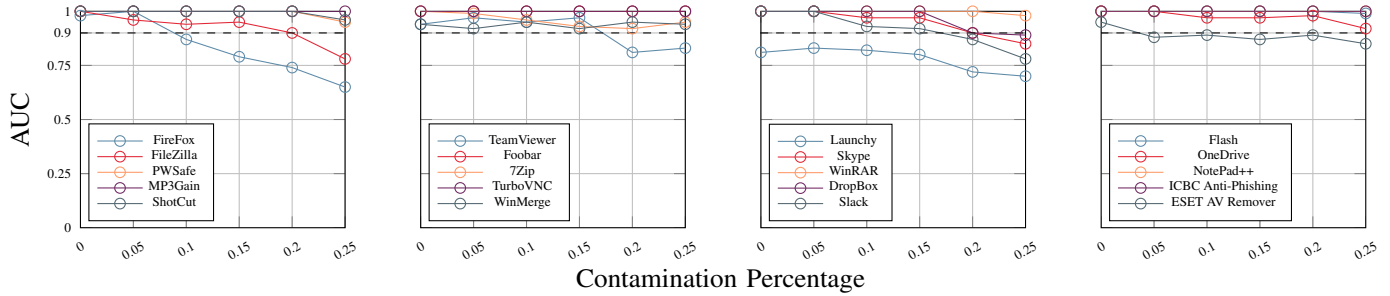 1
0.9
0.75
0.5
0.25
0
AUC
FireFox
FileZilla
PWSafe
MP3Gain
ShotCut
0 0.05 0.1 0.15 0.2 0.25
TeamViewer
Foobar
7Zip
TurboVNC
WinMerge
0 0.05 0.1 0.15 0.2 0.25
Launchy
Skype
WinRAR
DropBox
Slack
0 0.05 0.1 0.15 0.2 0.25
Flash
OneDrive
NotePad++
ICBC Anti-Phishing
ESET AV Remover
0 0.05 0.1 0.15 0.2 0.25
Contamination Percentage